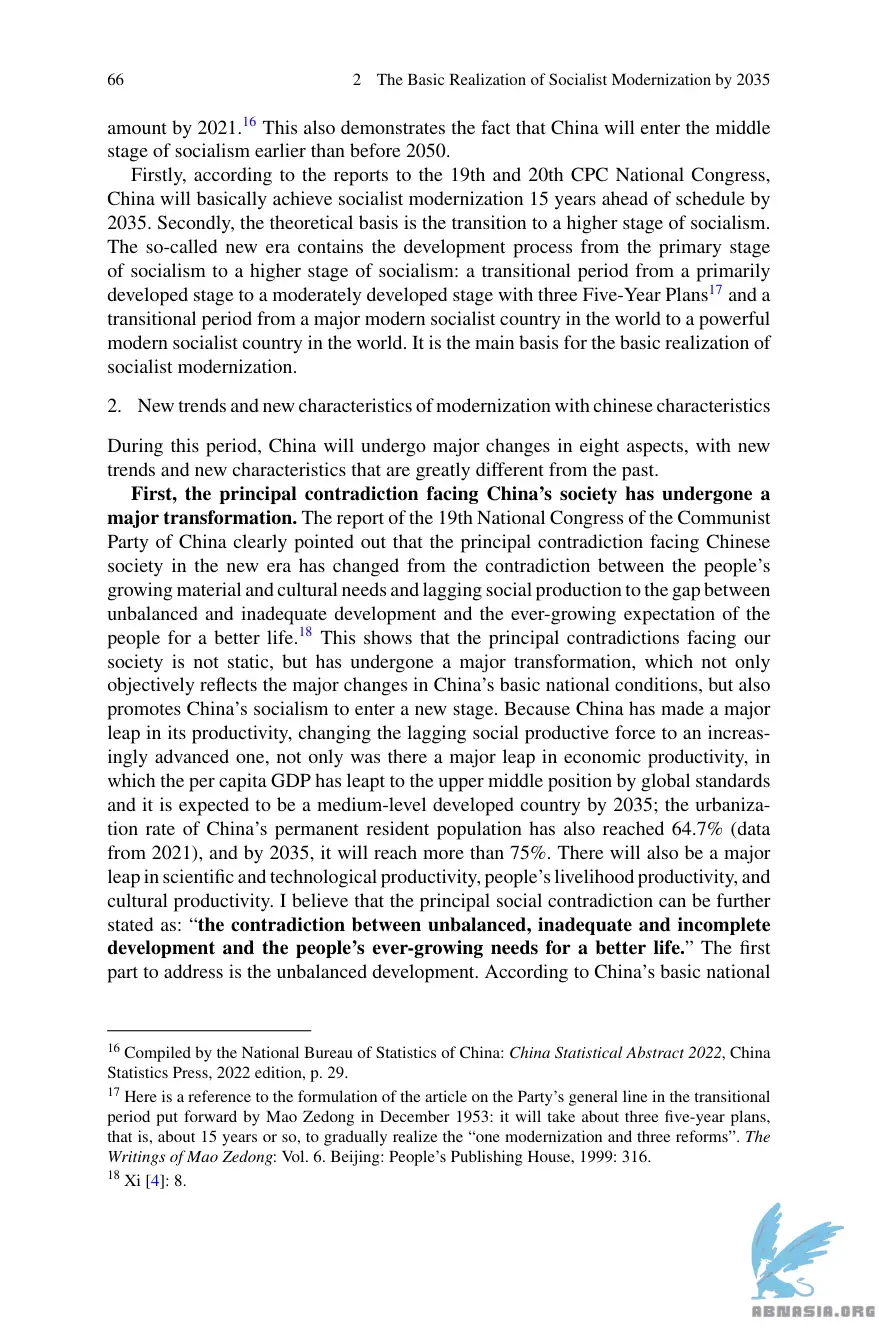 66 2 The Basic Realization of Socialist Modernization by 2035
amount by 2021.16 This also demonstrates the fact that China will enter the middle
stage of socialism earlier than before 2050.
Firstly, according to the reports to the 19th and 20th CPC National Congress,
China will basically achieve socialist modernization 15 years ahead of schedule by
2035. Secondly, the theoretical basis is the transition to a higher stage of socialism.
The so-called new era contains the development process from the primary stage
of socialism to a higher stage of socialism: a transitional period from a primarily
developed stage to a moderately developed stage with three Five-Year Plans17 and a
transitional period from a major modern socialist country in the world to a powerful
modern socialist country in the world. It is the main basis for the basic realization of
socialist modernization.
2. New trends and new characteristics of modernization with chinese characteristics
During this period, China will undergo major changes in eight aspects, with new
trends and new characteristics that are greatly different from the past.
First, the principal contradiction facing China's society has undergone a
major transformation. The report of the 19th National Congress of the Communist
Party of China clearly pointed out that the principal contradiction facing Chinese
society in the new era has changed from the contradiction between the people's
growing material and cultural needs and lagging social production to the gap between
unbalanced and inadequate development and the ever-growing expectation of the
people for a better life.18 This shows that the principal contradictions facing our
society is not static, but has undergone a major transformation, which not only
objectively reflects the major changes in China's basic national conditions, but also
promotes China's socialism to enter a new stage. Because China has made a major
leap in its productivity, changing the lagging social productive force to an increas-
ingly advanced one, not only was there a major leap in economic productivity, in
which the per capita GDP has leapt to the upper middle position by global standards
and it is expected to be a medium-level developed country by 2035; the urbaniza-
tion rate of China's permanent resident population has also reached 64.7% (data
from 2021), and by 2035, it will reach more than 75%. There will also be a major
leap in scientific and technological productivity, people's livelihood productivity, and
cultural productivity. I believe that the principal social contradiction can be further
stated as: "the contradiction between unbalanced, inadequate and incomplete
development and the people's ever-growing needs for a better life." The first
part to address is the unbalanced development. According to China's basic national
16 Compiled by the National Bureau of Statistics of China: China Statistical Abstract 2022, China
Statistics Press, 2022 edition, p. 29.
17 Here is a reference to the formulation of the article on the Party's general line in the transitional
period put forward by Mao Zedong in December 1953: it will take about three five-year plans,
that is, about 15 years or so, to gradually realize the "one modernization and three reforms". The
Writings of Mao Zedong: Vol. 6. Beijing: People's Publishing House, 1999: 316.
18 Xi [4]: 8.
ABNASIA.ORG